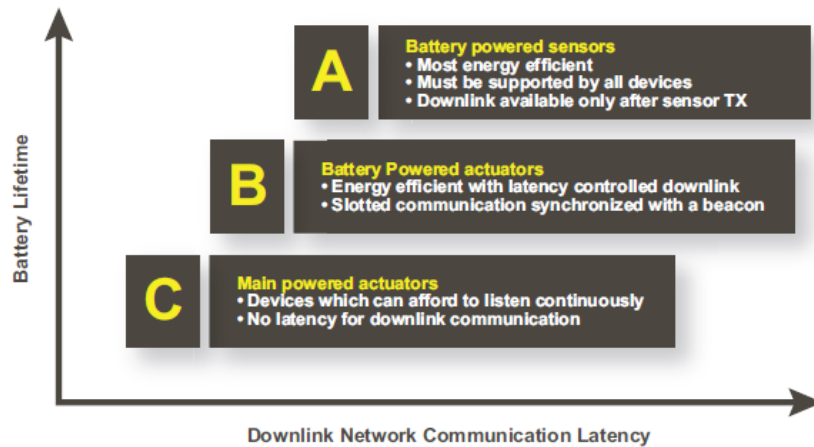 Battery Lifetime
A
Battery powered sensors
• Most energy efficient
• Must be supported by all devices
• Downlink available only after sensor TX
B
Battery Powered actuators
• Energy efficient with latency controlled downlink
• Slotted communication synchronized with a beacon
C
Main powered actuators
• Devices which can afford to listen continuously
• No latency for downlink communication
Downlink Network Communication Latency